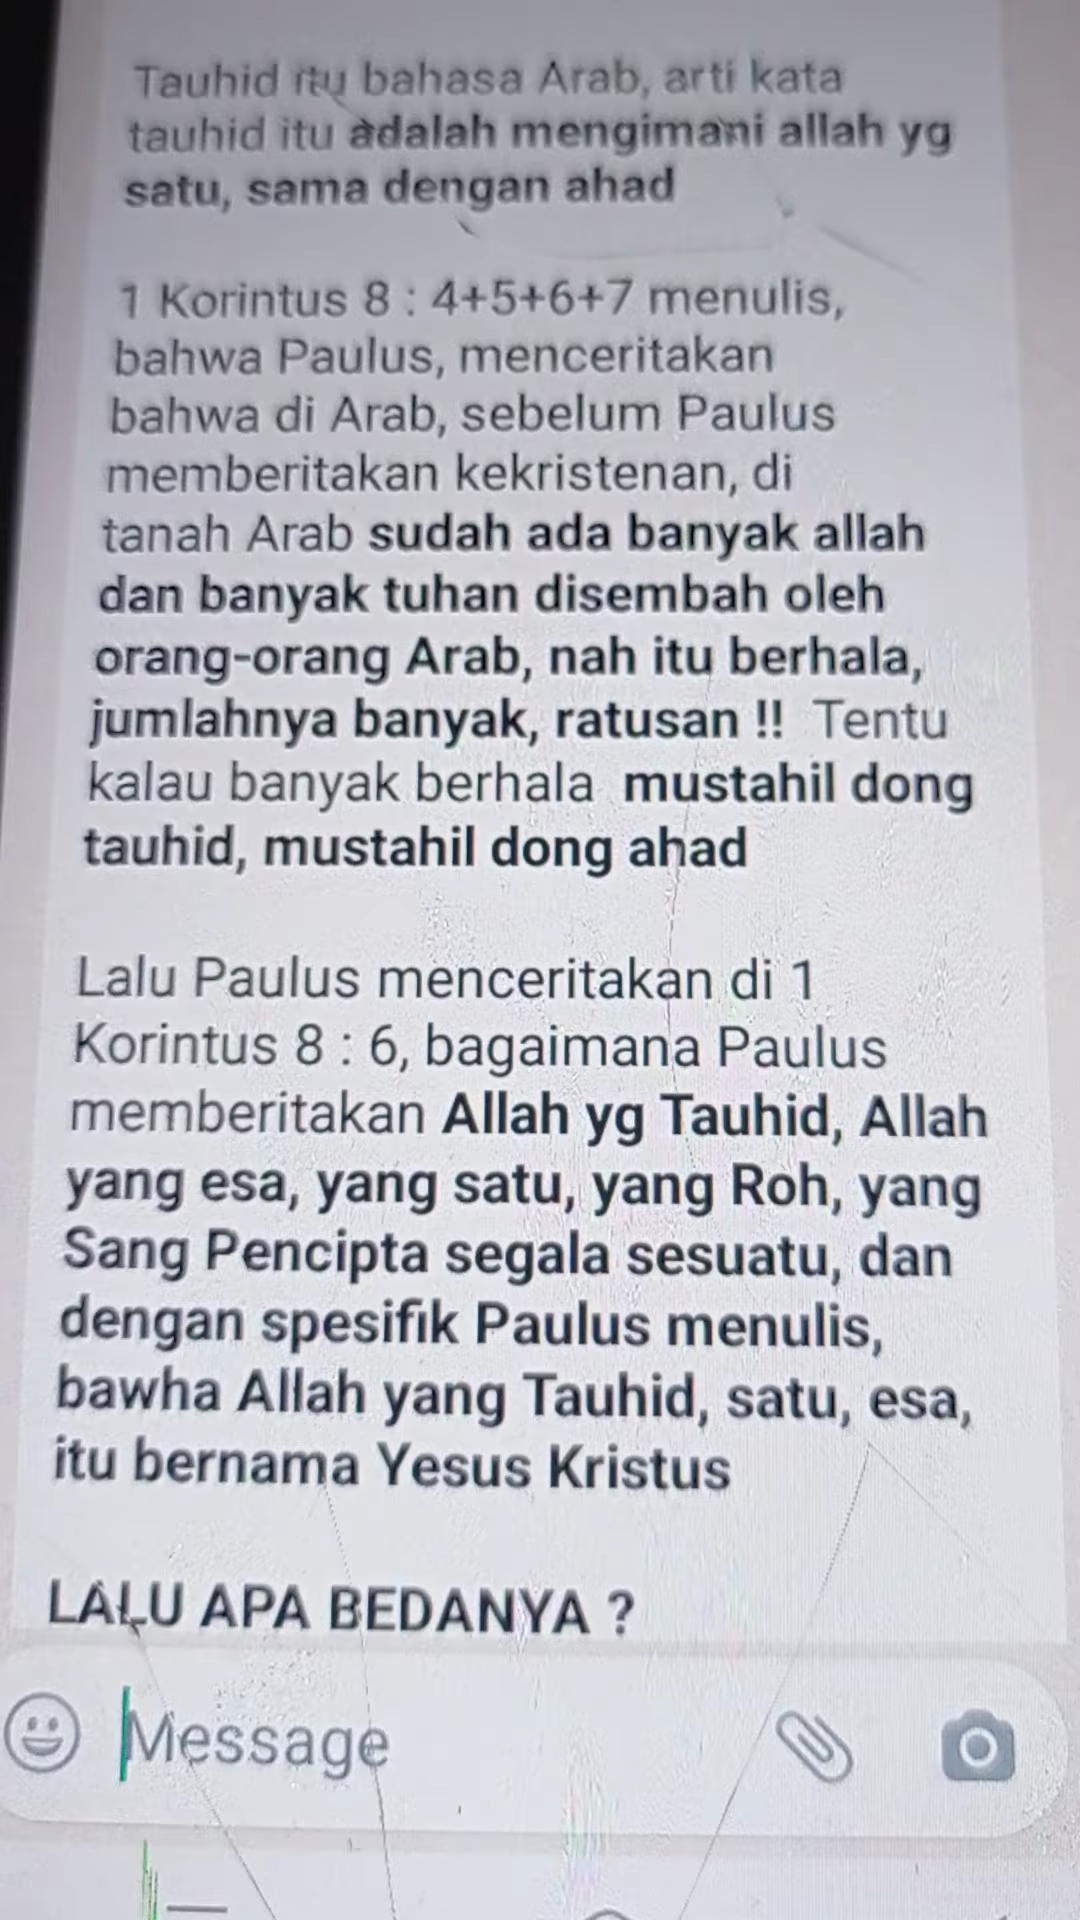 Tauhid itu bahasa Arab, arti kata
tauhid itu adalah mengimani allah yg
satu, sama dengan ahad
1 Korintus 8 : 4+5+6+7 menulis,
bahwa Paulus, menceritakan
bahwa di Arab, sebelum Paulus
memberitakan kekristenan, di
tanah Arab sudah ada banyak allah
dan banyak tuhan disembah oleh
orang-orang Arab, nah itu berhala,
jumlahnya banyak, ratusan !! Tentu
kalau banyak berhala mustahil dong
tauhid, mustahil dong ahad
Lalu Paulus menceritakan di 1
Korintus 8 : 6, bagaimana Paulus
memberitakan Allah yg Tauhid, Allah
yang esa, yang satu, yang Roh, yang
Sang Pencipta segala sesuatu, dan
dengan spesifik Paulus menulis,
bawha Allah yang Tauhid, satu, esa,
itu bernama Yesus Kristus
LALU APA BEDANYA ?
Message